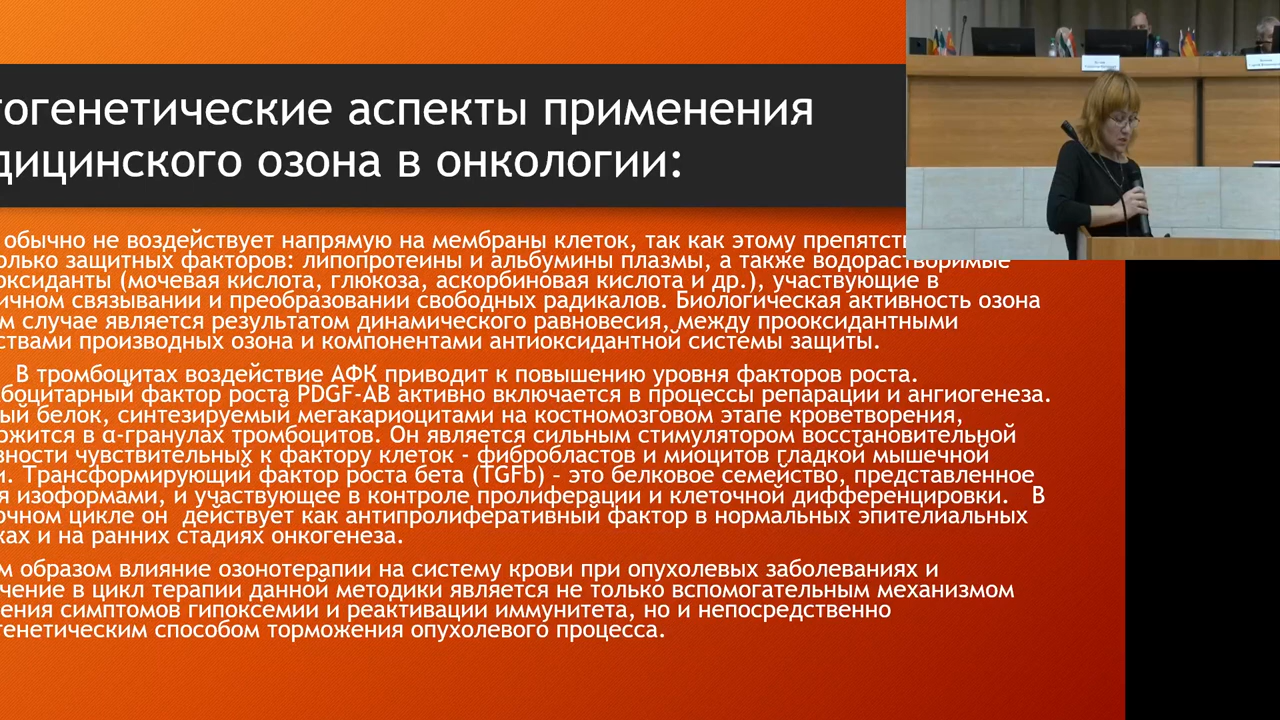 тогенетические аспекты применения
дицинского озона в онкологии:
обычно не воздействует напрямую на мембраны клеток, так как этому препятств
олько защитных факторов: липопротеины и альбумины плазмы, а также водорастворимые
оксиданты (мочевая кислота, глюкоза, аскорбиновая кислота и др.), участвующие в
ичном связывании и преобразовании свободных радикалов. Биологическая активность озона
м случае является результатом динамического равновесия, между прооксидантными
ствами производных озона и компонентами антиоксидантной системы защиты.
В тромбоцитах воздействие АФК приводит к повышению уровня факторов роста.
боцитарный фактор роста PDGF-AB активно включается в процессы репарации и ангиогенеза.
ый белок, синтезируемый мегакариоцитами на костномозговом этапе кроветворения,
ржится в α-гранулах тромбоцитов. Он является сильным стимулятором восстановительной
вности чувствительных к фактору клеток - фибробластов и миоцитов гладкой мышечной
и. Трансформирующий фактор роста бета (TGFb) – это белковое семейство, представленное
я изоформами, и участвующее в контроле пролиферации и клеточной дифференцировки. В
очном цикле он действует как антипролиферативный фактор в нормальных эпителиальных
ках и на ранних стадиях онкогенеза.
м образом влияние озонотерапии на систему крови при опухолевых заболеваниях и
чение в цикл терапии данной методики является не только вспомогательным механизмом
ения симптомов гипоксемии и реактивации иммунитета, но и непосредственно
генетическим способом торможения опухолевого процесса.